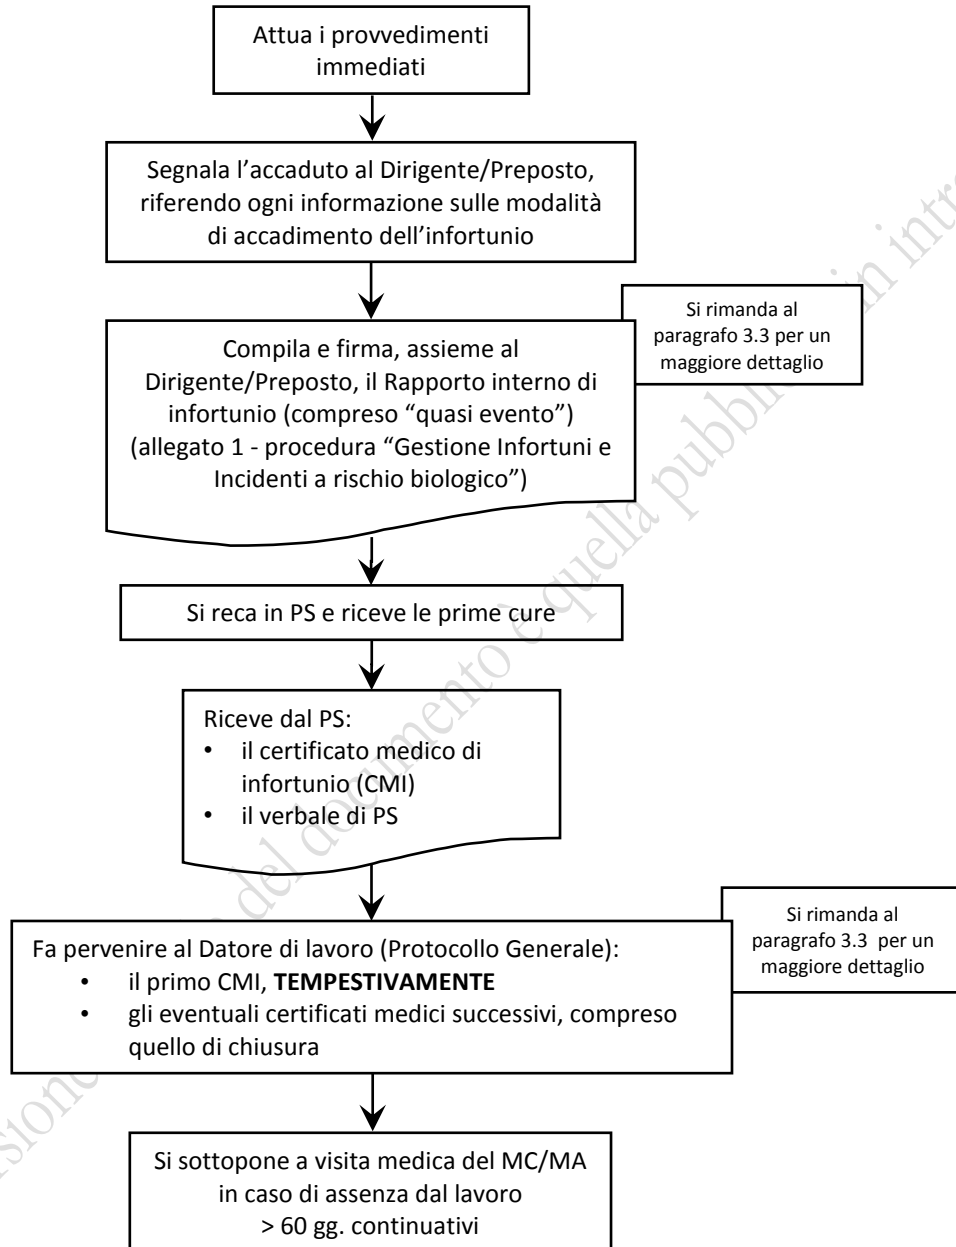 Attua i provvedimenti
immediati
Segnala l’accaduto al Dirigente/Preposto,
riferendo ogni informazione sulle modalità
di accadimento dell’infortunio
Si rimanda al
paragrafo 3.3 per un
maggiore dettaglio
Compila e firma, assieme al
Dirigente/Preposto, il Rapporto interno di
infortunio (compreso “quasi evento”)
(allegato 1 - procedura “Gestione Infortuni e
Incidenti a rischio biologico”)
Si reca in PS e riceve le prime cure
Riceve dal PS:
• il certificato medico di
infortunio (CMI)
• il verbale di PS
Si rimanda al
paragrafo 3.3 per un
maggiore dettaglio
Fa pervenire al Datore di lavoro (Protocollo Generale):
• il primo CMI, TEMPESTIVAMENTE
• gli eventuali certificati medici successivi, compreso
quello di chiusura
Si sottopone a visita medica del MC/MA
in caso di assenza dal lavoro
> 60 gg. continuativi
del documento è quella in